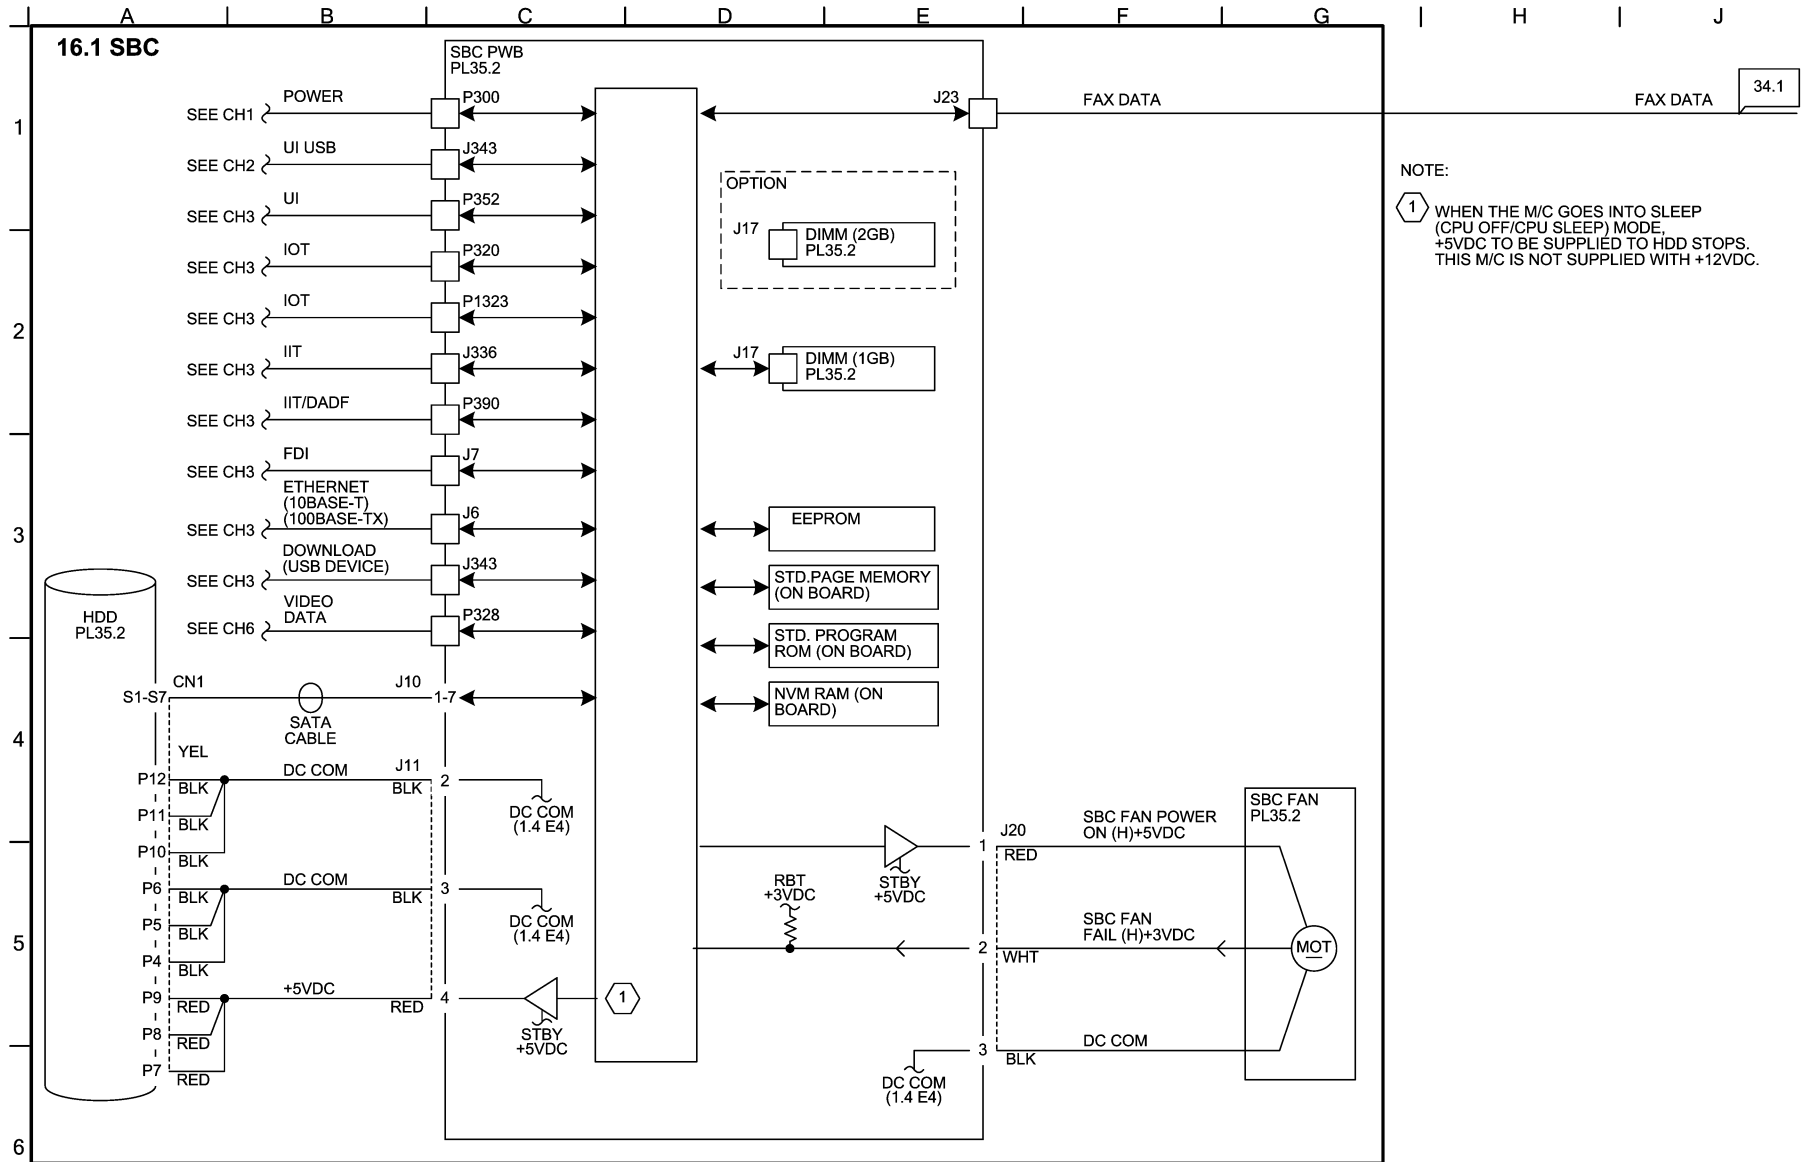 A B C D E F G H J
16.1 SBC
SBC PWB
PL35.2
1
SEE CH1 POWER P300
J23 FAX DATA FAX DATA 34.1
SEE CH2 UI USB J343
SEE CH3 UI P352
OPTION
J17 DIMM (2GB)
PL35.2
NOTE:
1 WHEN THE M/C GOES INTO SLEEP
(CPU OFF/CPU SLEEP) MODE,
+5VDC TO BE SUPPLIED TO HDD STOPS.
THIS M/C IS NOT SUPPLIED WITH +12VDC.
SEE CH3 IOT P320
2
SEE CH3 IOT P1323
SEE CH3 IIT J336
J17 DIMM (1GB)
PL35.2
SEE CH3 IIT/DADF P390
SEE CH3 FDI J7
3
ETHERNET
(10BASE-T)
(100BASE-TX)
SEE CH3 J6
EEPROM
DOWNLOAD
(USB DEVICE)
SEE CH3 J343
STD.PAGE MEMORY
(ON BOARD)
VIDEO
DATA
SEE CH6 P328
STD. PROGRAM
ROM (ON BOARD)
HDD
PL35.2
NVM RAM (ON
BOARD)
4
S1-S7 CN1 J10 1-7
SATA
CABLE
YEL
P12 BLK DC COM J11 BLK 2
DC COM
(1.4 E4)
P11 BLK
P10 BLK
P6 BLK DC COM BLK 3
DC COM
(1.4 E4)
5
P5 BLK
P4 BLK
P9 RED +5VDC RED 4
1
STBY
+5VDC
P8 RED
P7 RED
SBC FAN
PL35.2
SBC FAN POWER
ON (H)+5VDC
1 J20 RED
STBY
+5VDC
RBT
+3VDC
SBC FAN
FAIL (H)+3VDC
2 WHT
MOT
3 BLK DC COM
DC COM
(1.4 E4)
6